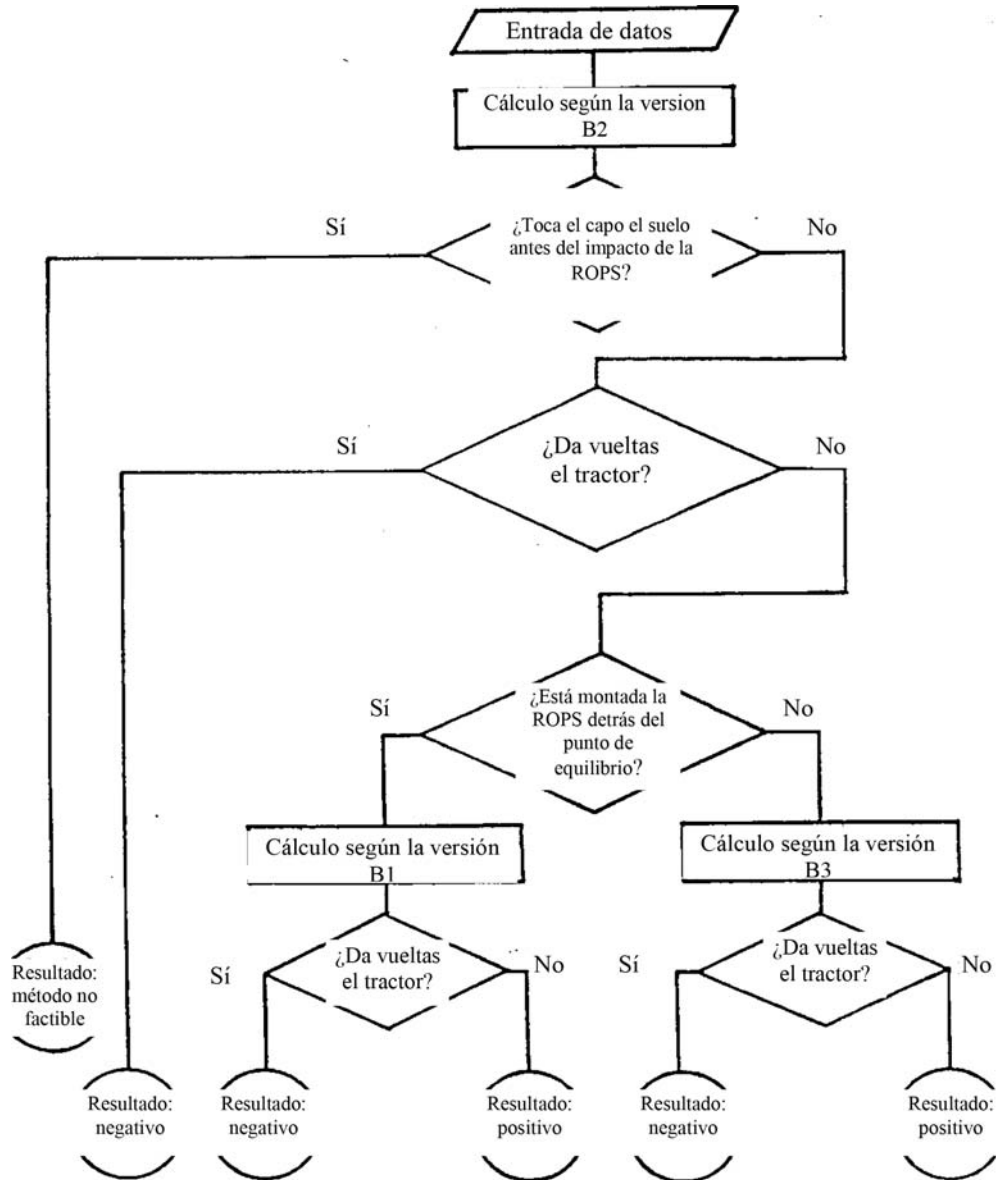 Entrada de datos
Cálculo según la version
B2
Sí
¿Toca el capo el suelo
antes del impacto de la
ROPS?
No
Sí
¿Da vueltas
el tractor?
No
Sí
¿Está montada la
ROPS detrás del
punto de
equilibrio?
No
Cálculo según la versión
B1
Cálculo según la versión
B3
Sí
¿Da vueltas
el tractor?
No
Sí
¿Da vueltas
el tractor?
No
Resultado:
método no
factible
Resultado:
negativo
Resultado:
negativo
Resultado:
positivo
Resultado:
negativo
Resultado:
positivo